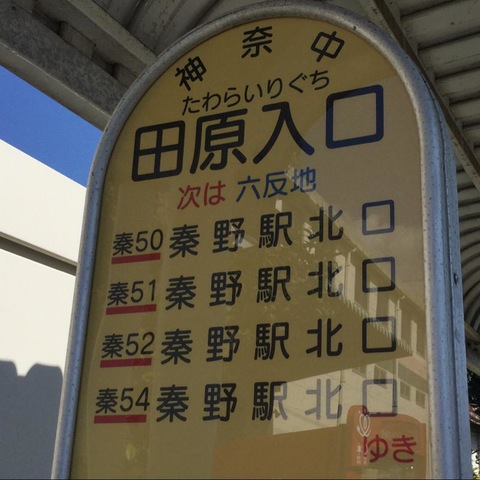 神奈中
たわらいりぐち
田原入口
次は 六反地
秦50 秦野駅北口
秦51 秦野駅北口
秦52 秦野駅北口
秦54 秦野駅北口
ゆき